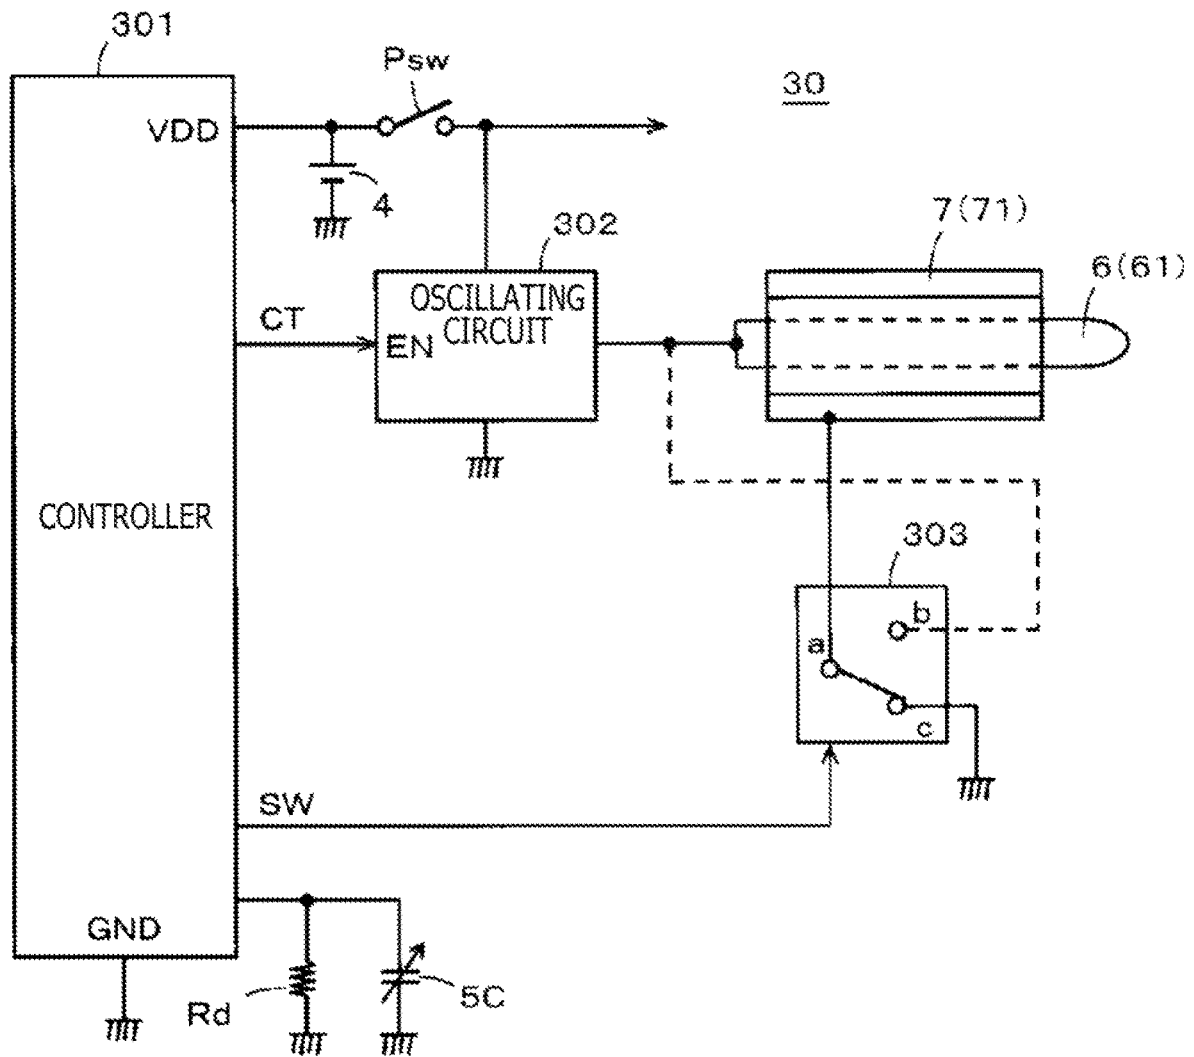 301
Psw
30
VDD
4
302
7(71)
6(61)
OSCILLATING
CIRCUIT
CT
EN
CONTROLLER
303
b
a
c
SW
GND
Rd
5C